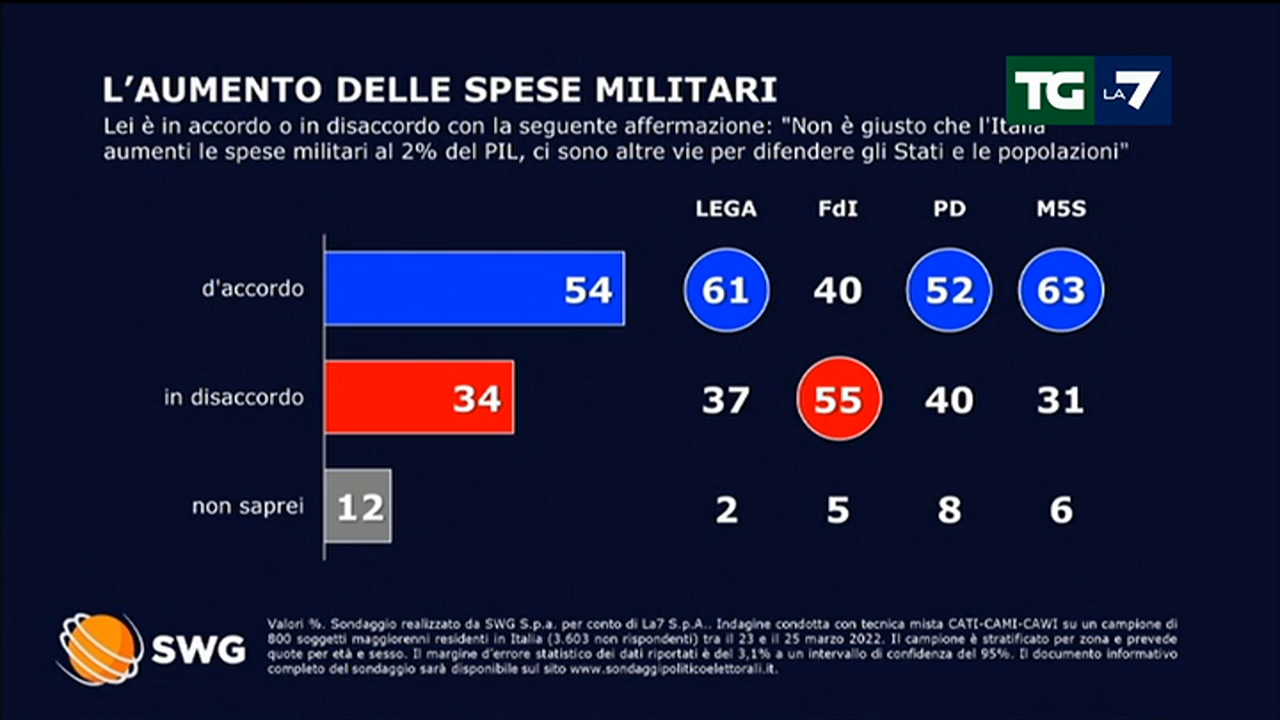 L'AUMENTO DELLE SPESE MILITARI
TG LA7
Lei è in accordo o in disaccordo con la seguente affermazione: "Non è giusto che l'Italia
aumenti le spese militari al 2% del PIL, ci sono altre vie per difendere gli Stati e le popolazioni"
LEGA FdI PD M5S
d'accordo 54 61 40 52 63
in disaccordo 34 37 55 40 31
non saprei 12 2 5 8 6
SWG
Valori %. Sondaggio realizzato da SWG S.p.a. per conto di La7 S.p.A.. Indagine condotta con tecnica mista CATI-CAMI-CAWI su un campione di
800 soggetti maggiorenni residenti in Italia (3.603 non rispondenti) tra il 23 e il 25 marzo 2022. Il campione è stratificato per zona e prevede
quote per età e sesso. Il margine d'errore statistico dei dati riportati è del 3,1% a un intervallo di confidenza del 95%. Il documento informativo
completo del sondaggio sarà disponibile sul sito www.sondaggipoliticoelettorali.it.